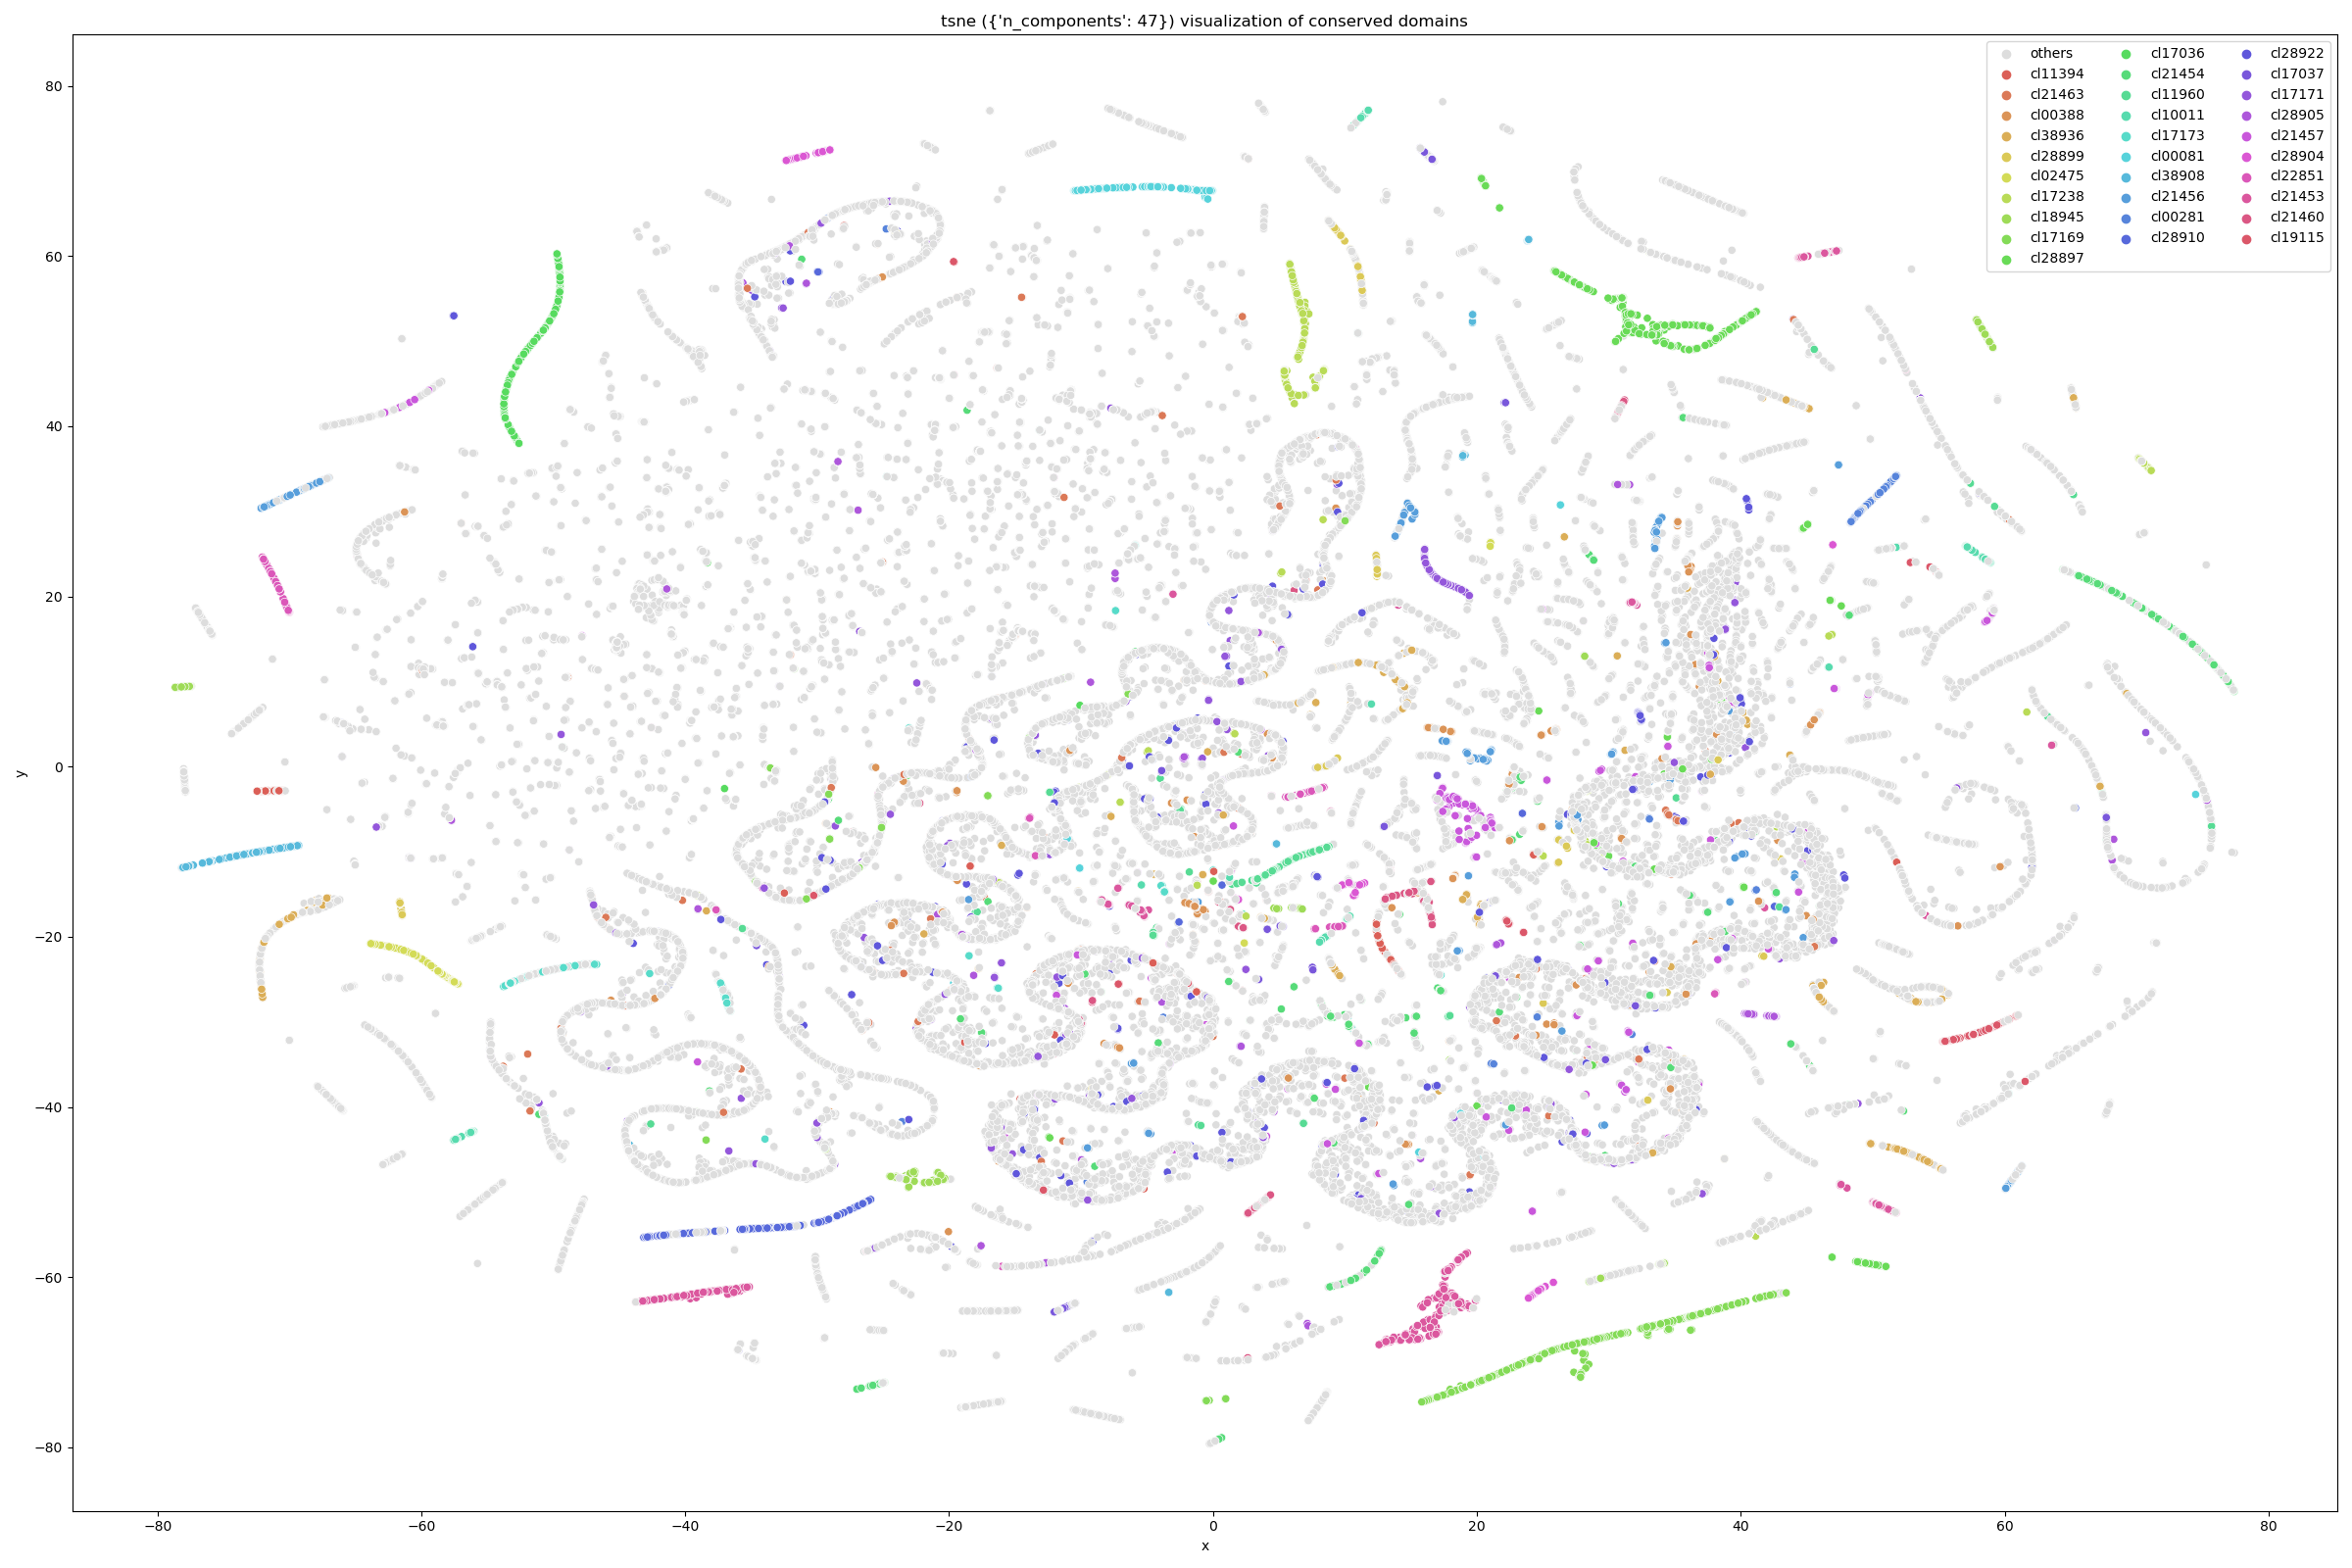 tsne ({'n_components': 47}) visualization of conserved domains
others
cl11394
cl21463
cl00388
cl38936
cl28899
cl02475
cl17238
cl18945
cl17169
cl28897
cl17036
cl21454
cl11960
cl10011
cl17173
cl00081
cl38908
cl21456
cl00281
cl28910
cl28922
cl17037
cl17171
cl28905
cl21457
cl28904
cl22851
cl21453
cl21460
cl19115
80
60
40
20
0
−20
−40
−60
−80
y
−80
−60
−40
−20
0
20
40
60
80
x